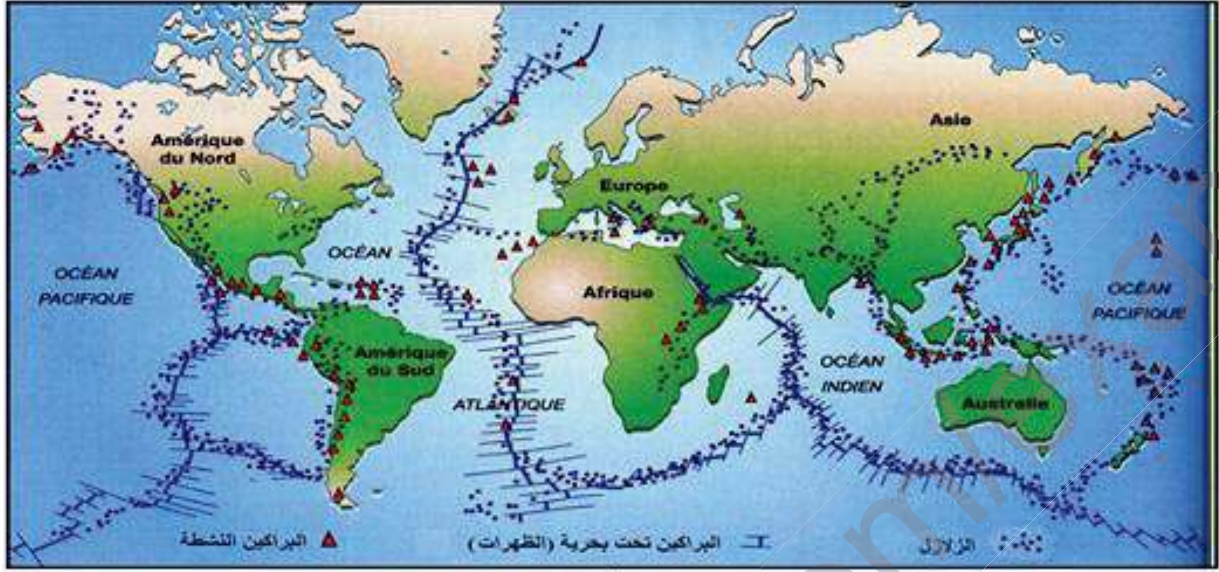 Amérique
du Nord
Asie
Europe
OCÉAN
OCÉAN
PACIFIQUE
Afrique
OCÉAN
PACIFIQUE
Amérique
du Sud
OCÉAN
INDIEN
ATLANTIQUE
Australie
الزلازل
البراكين تحت بحرية (الظهرات)
البراكين النشطة